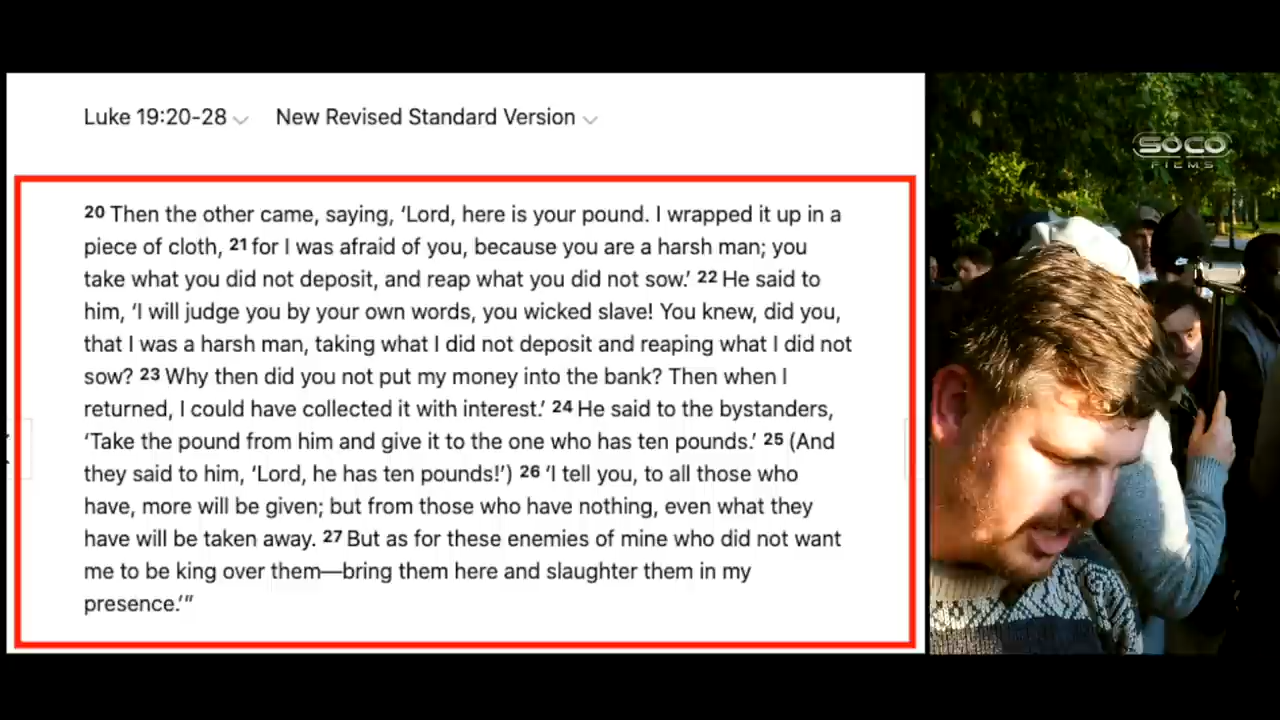 Luke 19:20-28 New Revised Standard Version
SOCO
FILMS
20 Then the other came, saying, ‘Lord, here is your pound. I wrapped it up in a
piece of cloth, 21 for I was afraid of you, because you are a harsh man; you
take what you did not deposit, and reap what you did not sow.’ 22 He said to
him, ‘I will judge you by your own words, you wicked slave! You knew, did you,
that I was a harsh man, taking what I did not deposit and reaping what I did not
sow? 23 Why then did you not put my money into the bank? Then when I
returned, I could have collected it with interest.’ 24 He said to the bystanders,
‘Take the pound from him and give it to the one who has ten pounds.’ 25 (And
they said to him, ‘Lord, he has ten pounds!’) 26 ‘I tell you, to all those who
have, more will be given; but from those who have nothing, even what they
have will be taken away. 27 But as for these enemies of mine who did not want
me to be king over them—bring them here and slaughter them in my
presence.’”